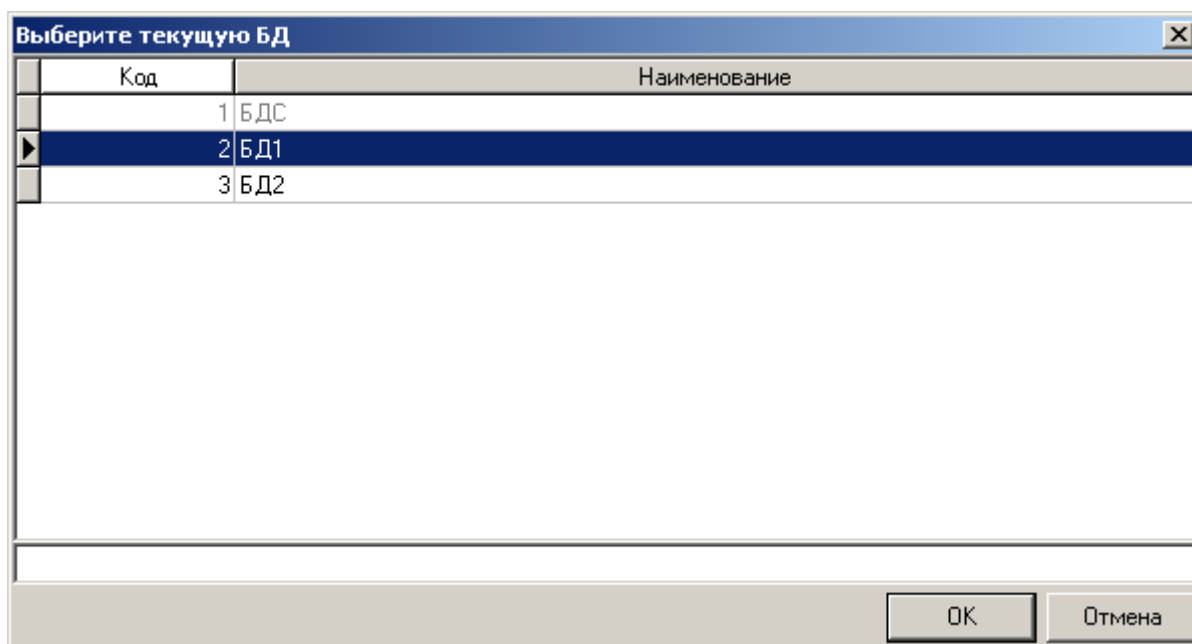 Выберите текущую БД
Код Наименование
1 БДС
2 БД1
3 БД2
OK Отмена